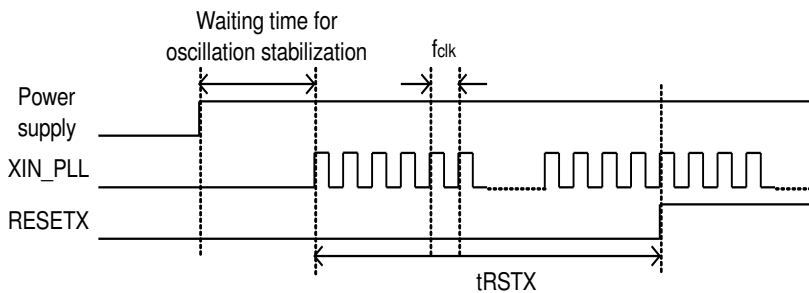 Waiting time for
oscillation stabilization
fclk
Power
supply
XIN_PLL
RESETX
tRSTX